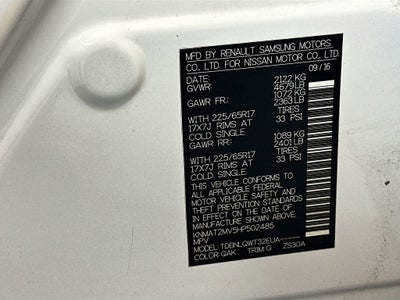 MFD BY RENAULT SAMSUNG MOTORS
CO. LTD. FOR NISSAN MOTOR CO. LTD.
09/16
DATE: 2122 KG
GVWR: 4679 LB
1072 KG
GAWR FR: 2363 LB
TIRES
WITH 225/65R17
17X7J RIMS AT 33 PSI
COLD SINGLE
1089 KG
GAWR RR: 2401 LB
TIRES
WITH 225/65R17
17X7J RIMS AT 33 PSI
COLD SINGLE
THIS VEHICLE CONFORMS TO
ALL APPLICABLE FEDERAL
MOTOR VEHICLE SAFETY, BUMPER,
AND THEFT PREVENTION STANDARDS
IN EFFECT ON THE DATE OF
MANUFACTURE SHOWN ABOVE.
KNMAT2MV5HP502485
MPV
MODEL: TDBNLQWT32EUA------
COLOR: QAK TRIM: G ZS30A